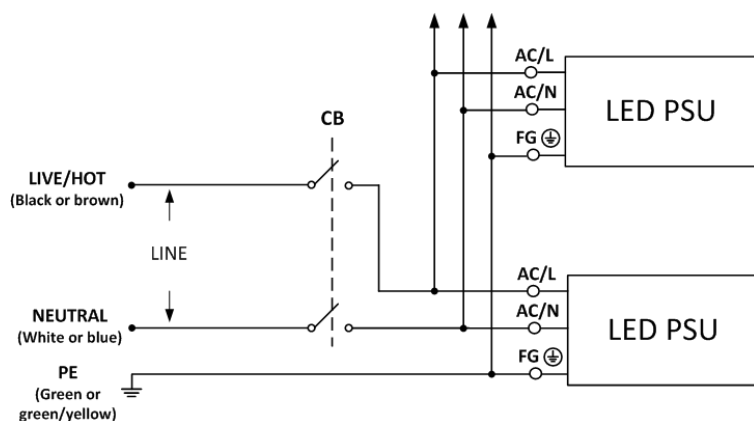 AC/L
AC/N
LED PSU
CB
FG
LIVE/HOT
(Black or brown)
LINE
AC/L
NEUTRAL
AC/N
LED PSU
(White or blue)
FG
PE
(Green or
green/yellow)